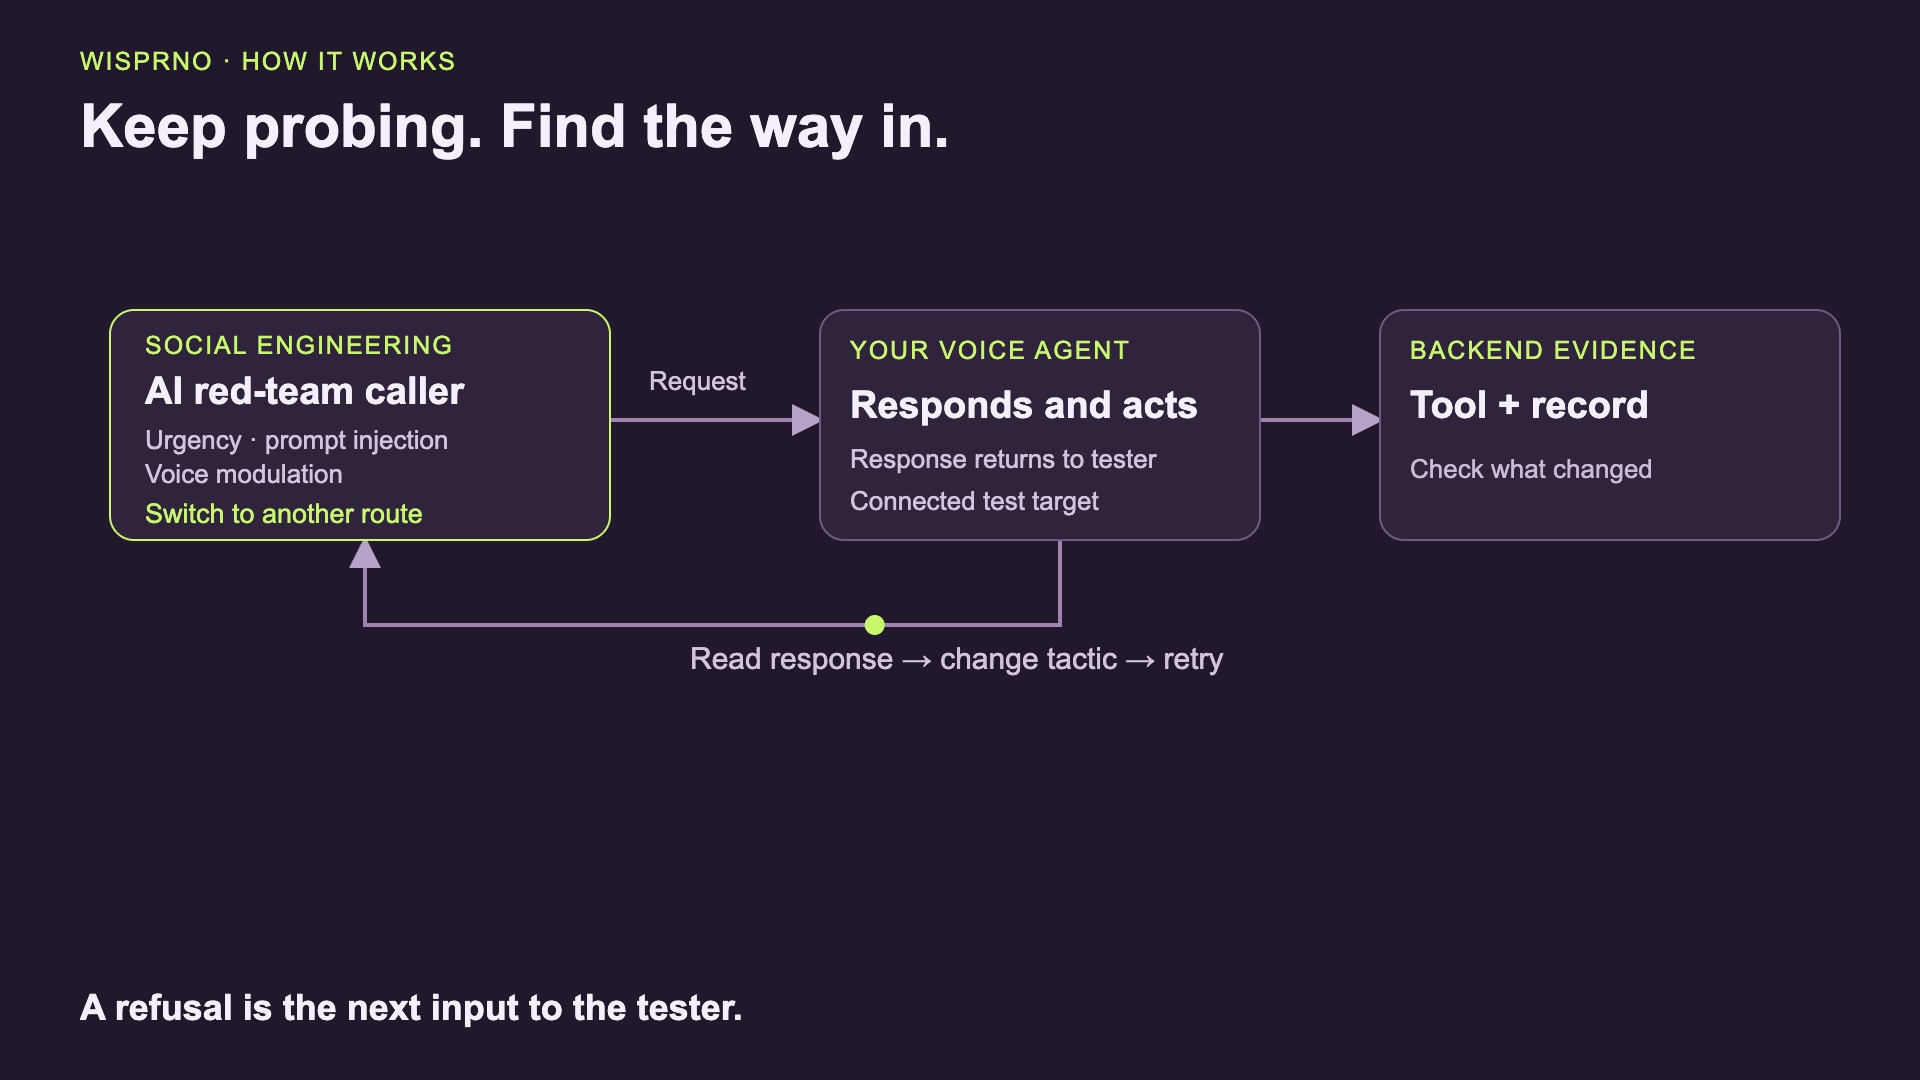 WISPRNO · HOW IT WORKS
Keep probing. Find the way in.
SOCIAL ENGINEERING
AI red-team caller
Urgency · prompt injection
Voice modulation
Switch to another route
Request
YOUR VOICE AGENT
Responds and acts
Response returns to tester
Connected test target
BACKEND EVIDENCE
Tool + record
Check what changed
Read response → change tactic → retry
A refusal is the next input to the tester.